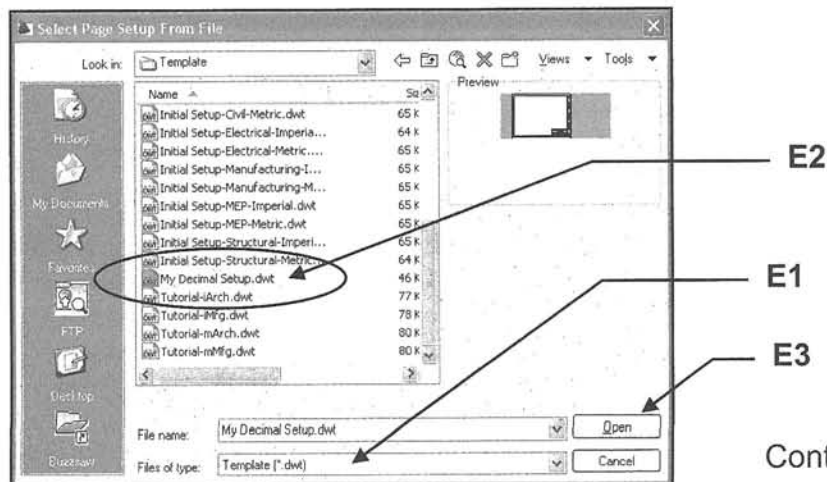 Select Page Setup From File
Look in: Template Views Tools
Name Siz Preview
Initial Setup-Civil-Metric.dwt 65 K
Initial Setup-Electrical-Imperia... 64 K
Initial Setup-Electrical-Metric.... 65 K
Initial Setup-Manufacturing-I... 65 K
Initial Setup-Manufacturing-M... 65 K
Initial Setup-MEP-Imperial.dwt 65 K
Initial Setup-MEP-Metric.dwt 65 K
Initial Setup-Structural-Imperi... 65 K
Initial Setup-Structural-Metric... 64 K
My Decimal Setup.dwt 46 K
Tutorial-iArch.dwt 77 K
Tutorial-iMfg.dwt 78 K
Tutorial-mArch.dwt 80 K
Tutorial-mMfg.dwt 80 K
History
My Documents
Favorites
FTP
Desktop
Buzzsaw
File name: My Decimal Setup.dwt Open
Files of type: Template (*.dwt) Cancel
E2
E1
E3
Cont